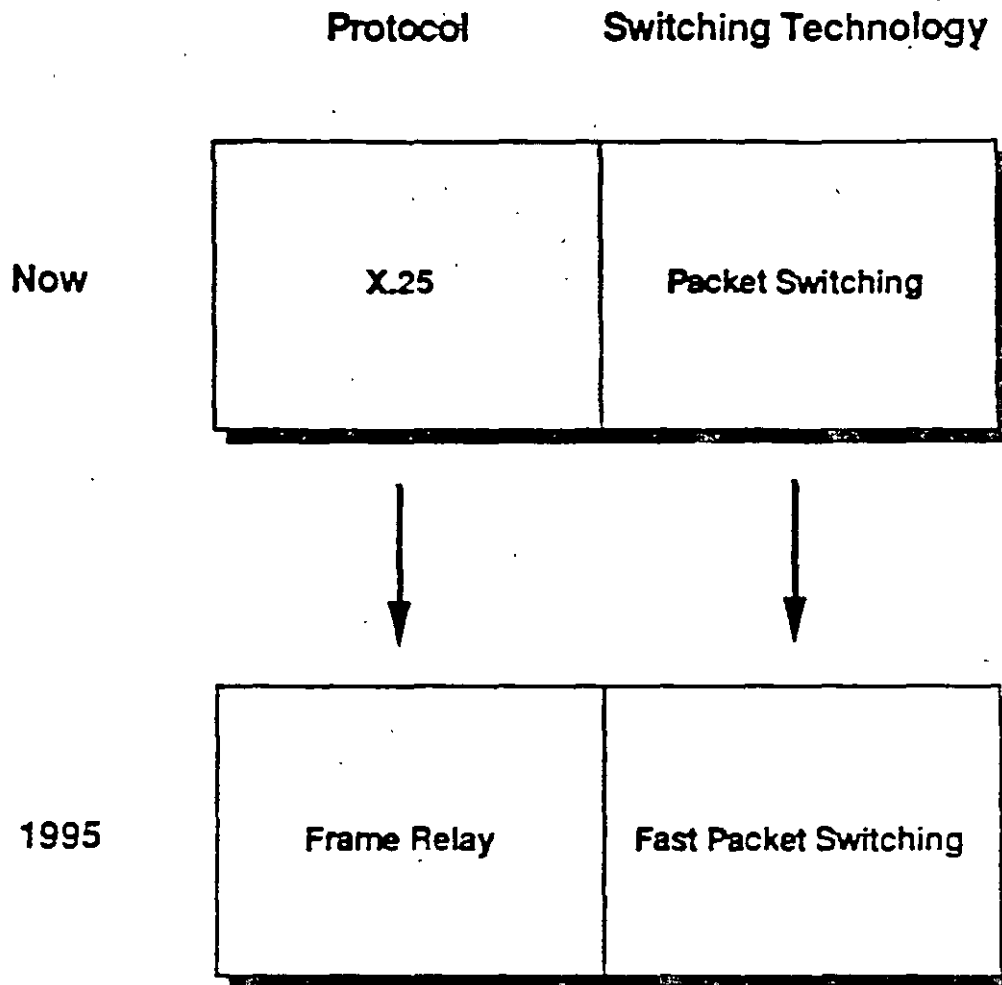 Protocol Switching Technology
Now X.25 Packet Switching
1995 Frame Relay Fast Packet Switching